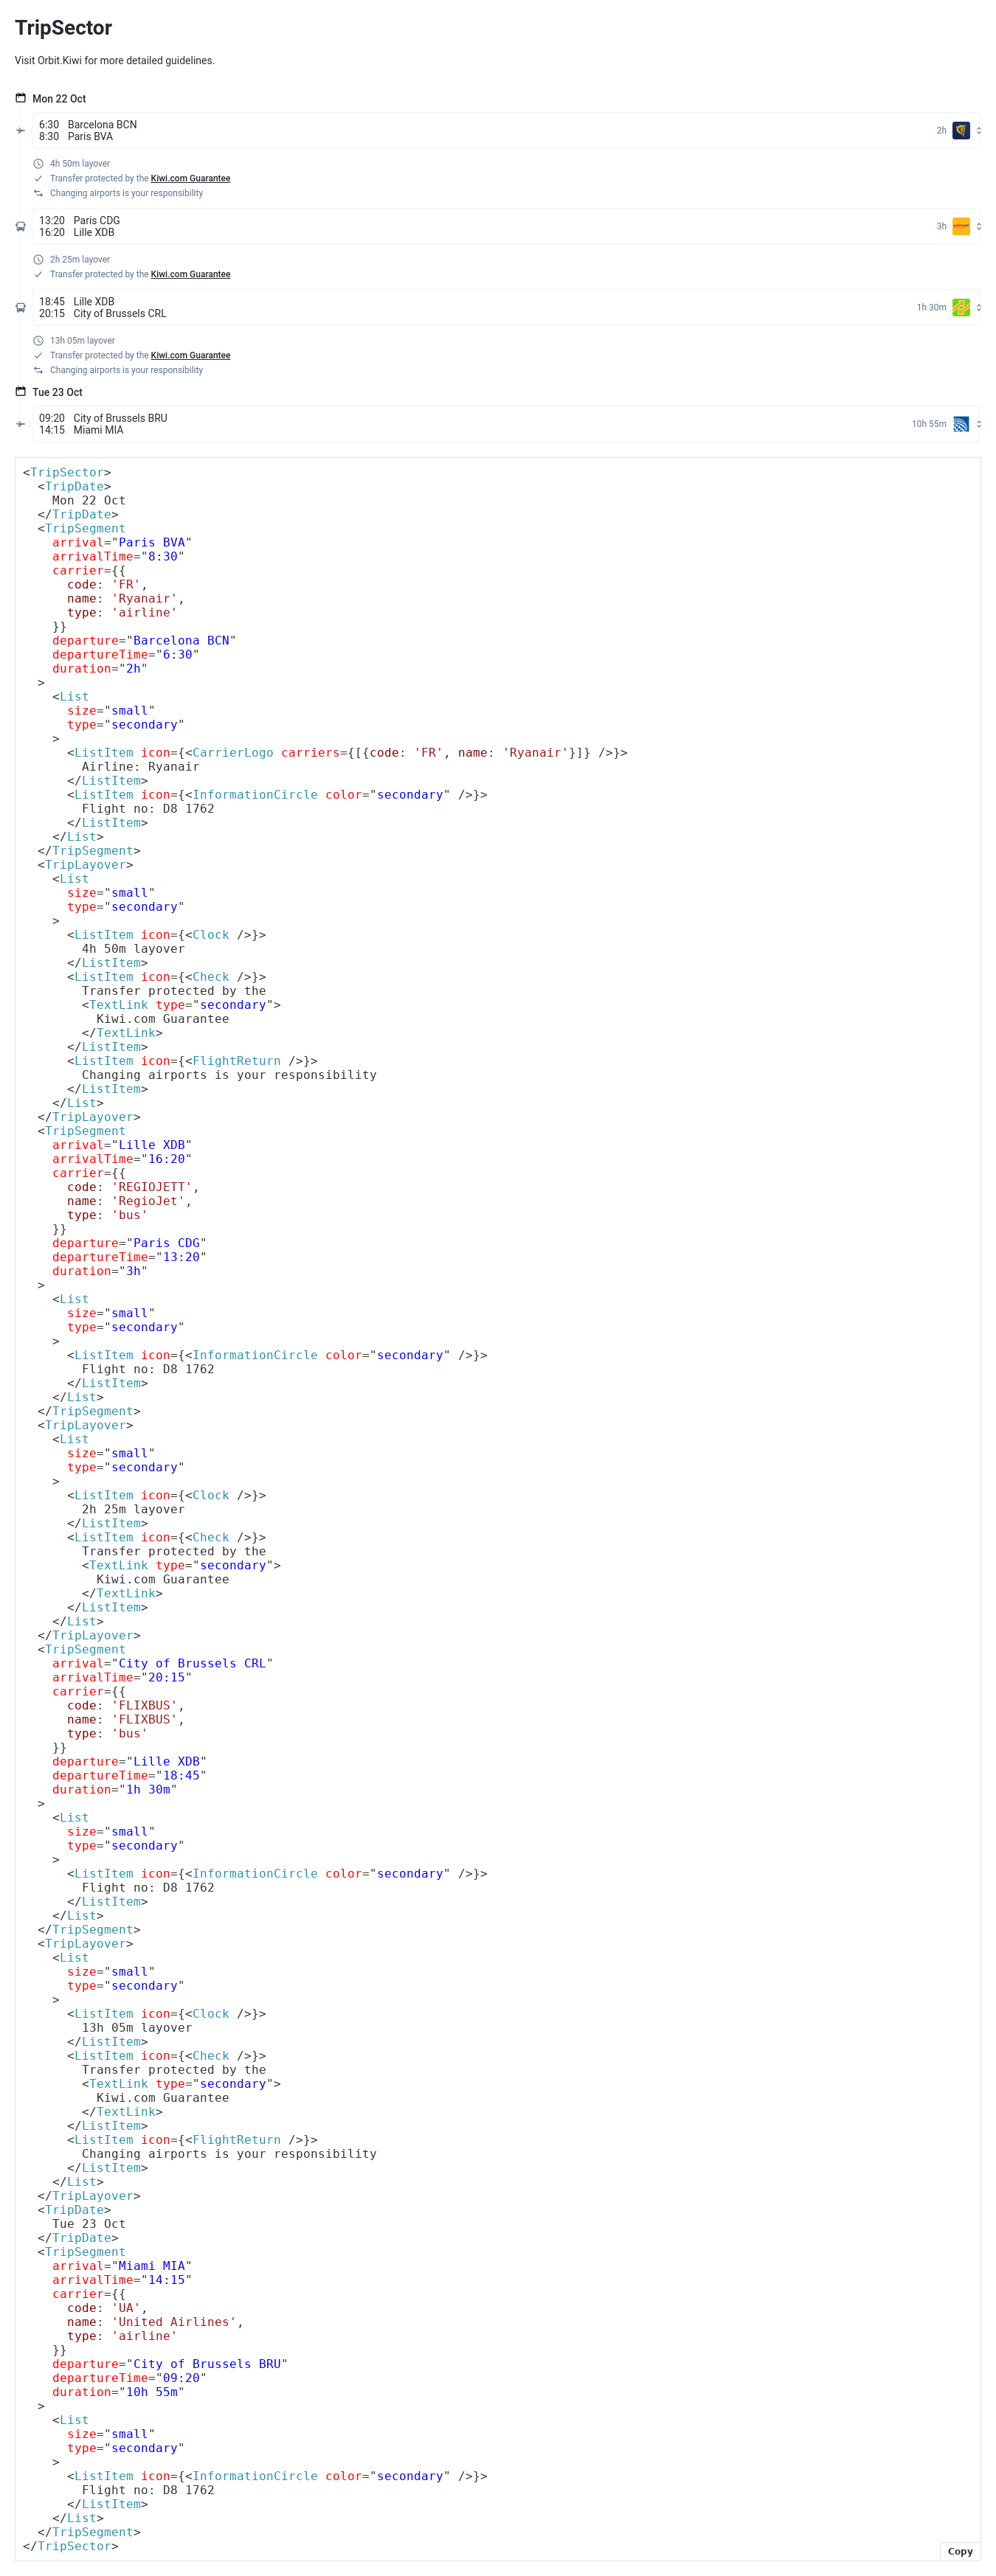 TripSector
Visit Orbit.Kiwi for more detailed guidelines.
Mon 22 Oct
6:30 Barcelona BCN
8:30 Paris BVA
2h
4h 50m layover
Transfer protected by the Kiwi.com Guarantee
Changing airports is your responsibility
13:20 Paris CDG
16:20 Lille XDB
3h
2h 25m layover
Transfer protected by the Kiwi.com Guarantee
18:45 Lille XDB
20:15 City of Brussels CRL
1h 30m
13h 05m layover
Transfer protected by the Kiwi.com Guarantee
Changing airports is your responsibility
Tue 23 Oct
09:20 City of Brussels BRU
14:15 Miami MIA
10h 55m
<TripSector>
  <TripDate>
    Mon 22 Oct
  </TripDate>
  <TripSegment
    arrival="Paris BVA"
    arrivalTime="8:30"
    carrier={{
      code: 'FR',
      name: 'Ryanair',
      type: 'airline'
    }}
    departure="Barcelona BCN"
    departureTime="6:30"
    duration="2h"
  >
    <List
      size="small"
      type="secondary"
    >
      <ListItem icon={<CarrierLogo carriers={[{code: 'FR', name: 'Ryanair'}]} />}>
        Airline: Ryanair
      </ListItem>
      <ListItem icon={<InformationCircle color="secondary" />}>
        Flight no: D8 1762
      </ListItem>
    </List>
  </TripSegment>
  <TripLayover>
    <List
      size="small"
      type="secondary"
    >
      <ListItem icon={<Clock />}>
        4h 50m layover
      </ListItem>
      <ListItem icon={<Check />}>
        Transfer protected by the
        <TextLink type="secondary">
          Kiwi.com Guarantee
        </TextLink>
      </ListItem>
      <ListItem icon={<FlightReturn />}>
        Changing airports is your responsibility
      </ListItem>
    </List>
  </TripLayover>
  <TripSegment
    arrival="Lille XDB"
    arrivalTime="16:20"
    carrier={{
      code: 'REGIOJETT',
      name: 'RegioJet',
      type: 'bus'
    }}
    departure="Paris CDG"
    departureTime="13:20"
    duration="3h"
  >
    <List
      size="small"
      type="secondary"
    >
      <ListItem icon={<InformationCircle color="secondary" />}>
        Flight no: D8 1762
      </ListItem>
    </List>
  </TripSegment>
  <TripLayover>
    <List
      size="small"
      type="secondary"
    >
      <ListItem icon={<Clock />}>
        2h 25m layover
      </ListItem>
      <ListItem icon={<Check />}>
        Transfer protected by the
        <TextLink type="secondary">
          Kiwi.com Guarantee
        </TextLink>
      </ListItem>
    </List>
  </TripLayover>
  <TripSegment
    arrival="City of Brussels CRL"
    arrivalTime="20:15"
    carrier={{
      code: 'FLIXBUS',
      name: 'FLIXBUS',
      type: 'bus'
    }}
    departure="Lille XDB"
    departureTime="18:45"
    duration="1h 30m"
  >
    <List
      size="small"
      type="secondary"
    >
      <ListItem icon={<InformationCircle color="secondary" />}>
        Flight no: D8 1762
      </ListItem>
    </List>
  </TripSegment>
  <TripLayover>
    <List
      size="small"
      type="secondary"
    >
      <ListItem icon={<Clock />}>
        13h 05m layover
      </ListItem>
      <ListItem icon={<Check />}>
        Transfer protected by the
        <TextLink type="secondary">
          Kiwi.com Guarantee
        </TextLink>
      </ListItem>
      <ListItem icon={<FlightReturn />}>
        Changing airports is your responsibility
      </ListItem>
    </List>
  </TripLayover>
  <TripDate>
    Tue 23 Oct
  </TripDate>
  <TripSegment
    arrival="Miami MIA"
    arrivalTime="14:15"
    carrier={{
      code: 'UA',
      name: 'United Airlines',
      type: 'airline'
    }}
    departure="City of Brussels BRU"
    departureTime="09:20"
    duration="10h 55m"
  >
    <List
      size="small"
      type="secondary"
    >
      <ListItem icon={<InformationCircle color="secondary" />}>
        Flight no: D8 1762
      </ListItem>
    </List>
  </TripSegment>
</TripSector>
Copy